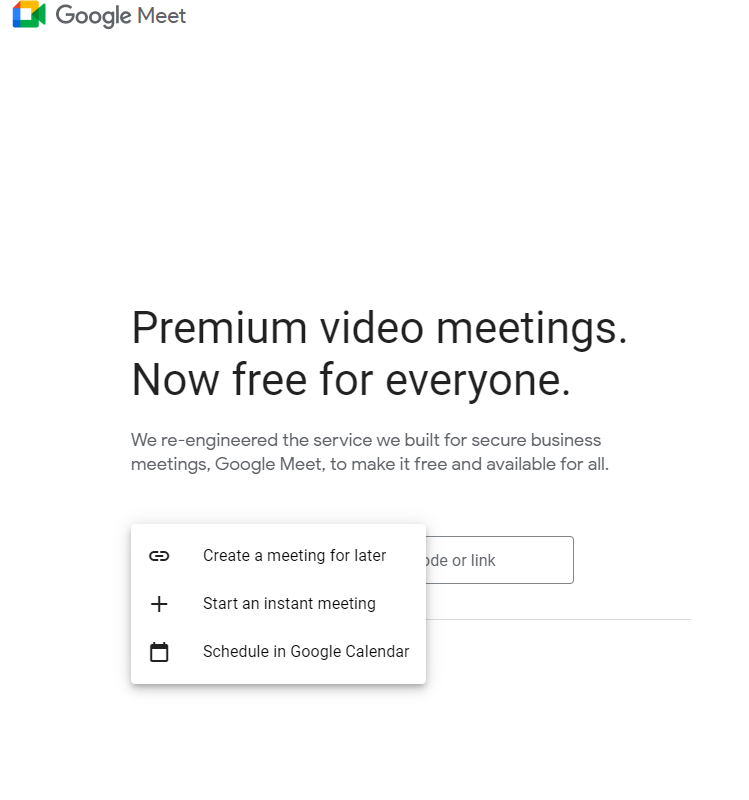 Google Meet
Premium video meetings.
Now free for everyone.
We re-engineered the service we built for secure business
meetings, Google Meet, to make it free and available for all.
Create a meeting for later
or link
Start an instant meeting
Schedule in Google Calendar